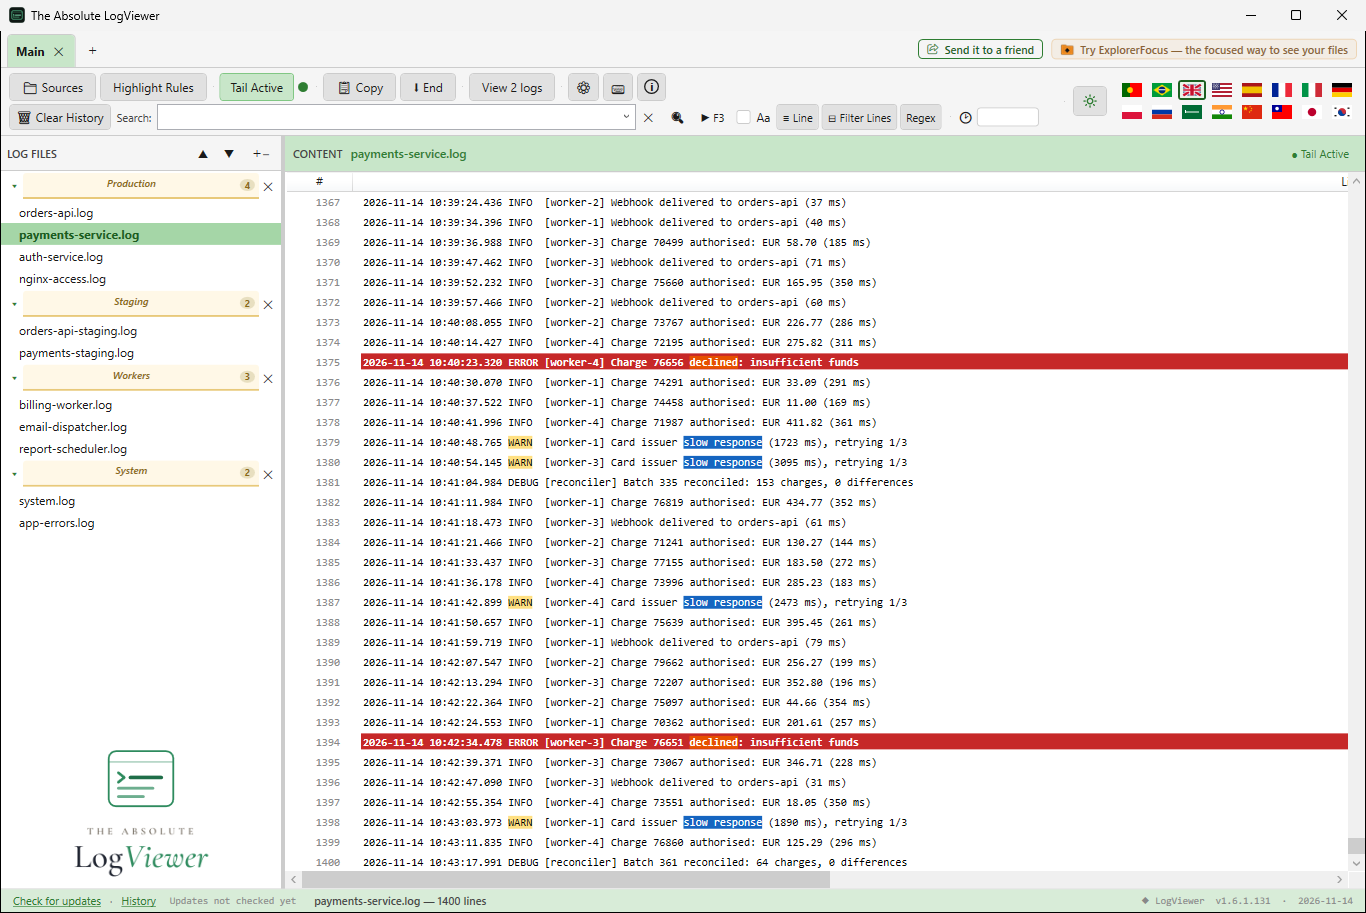 The Absolute LogViewer
Main
Send it to a friend
Try ExplorerFocus — the focused way to see your files
Sources
Highlight Rules
Tail Active
Copy
End
View 2 logs
Clear History
Search:
F3
Aa
Line
Filter Lines
Regex
LOG FILES
CONTENT payments-service.log
Tail Active
Production 4
orders-api.log
payments-service.log
auth-service.log
nginx-access.log
Staging 2
orders-api-staging.log
payments-staging.log
Workers 3
billing-worker.log
email-dispatcher.log
report-scheduler.log
System 2
system.log
app-errors.log
THE ABSOLUTE
LogViewer
# L
1367 2026-11-14 10:39:24.436 INFO [worker-2] Webhook delivered to orders-api (37 ms)
1368 2026-11-14 10:39:34.396 INFO [worker-1] Webhook delivered to orders-api (40 ms)
1369 2026-11-14 10:39:36.988 INFO [worker-3] Charge 70499 authorised: EUR 58.70 (185 ms)
1370 2026-11-14 10:39:47.462 INFO [worker-3] Webhook delivered to orders-api (71 ms)
1371 2026-11-14 10:39:52.232 INFO [worker-3] Charge 75660 authorised: EUR 165.95 (350 ms)
1372 2026-11-14 10:39:57.466 INFO [worker-2] Webhook delivered to orders-api (60 ms)
1373 2026-11-14 10:40:08.055 INFO [worker-2] Charge 73767 authorised: EUR 226.77 (286 ms)
1374 2026-11-14 10:40:14.427 INFO [worker-4] Charge 72195 authorised: EUR 275.82 (311 ms)
1375 2026-11-14 10:40:23.320 ERROR [worker-4] Charge 76656 declined: insufficient funds
1376 2026-11-14 10:40:30.070 INFO [worker-1] Charge 74291 authorised: EUR 33.09 (291 ms)
1377 2026-11-14 10:40:37.522 INFO [worker-1] Charge 74458 authorised: EUR 11.00 (169 ms)
1378 2026-11-14 10:40:41.996 INFO [worker-4] Charge 71987 authorised: EUR 411.82 (361 ms)
1379 2026-11-14 10:40:48.765 WARN [worker-1] Card issuer slow response (1723 ms), retrying 1/3
1380 2026-11-14 10:40:54.145 WARN [worker-3] Card issuer slow response (3095 ms), retrying 1/3
1381 2026-11-14 10:41:04.984 DEBUG [reconciler] Batch 335 reconciled: 153 charges, 0 differences
1382 2026-11-14 10:41:11.984 INFO [worker-1] Charge 76819 authorised: EUR 434.77 (352 ms)
1383 2026-11-14 10:41:18.473 INFO [worker-3] Webhook delivered to orders-api (61 ms)
1384 2026-11-14 10:41:21.466 INFO [worker-2] Charge 71241 authorised: EUR 130.27 (144 ms)
1385 2026-11-14 10:41:33.437 INFO [worker-3] Charge 77155 authorised: EUR 183.50 (272 ms)
1386 2026-11-14 10:41:36.178 INFO [worker-4] Charge 73996 authorised: EUR 285.23 (183 ms)
1387 2026-11-14 10:41:42.899 WARN [worker-4] Card issuer slow response (2473 ms), retrying 1/3
1388 2026-11-14 10:41:50.657 INFO [worker-1] Charge 75639 authorised: EUR 395.45 (261 ms)
1389 2026-11-14 10:41:59.719 INFO [worker-1] Webhook delivered to orders-api (79 ms)
1390 2026-11-14 10:42:07.547 INFO [worker-2] Charge 79662 authorised: EUR 256.27 (199 ms)
1391 2026-11-14 10:42:13.294 INFO [worker-3] Charge 72207 authorised: EUR 352.80 (196 ms)
1392 2026-11-14 10:42:22.364 INFO [worker-2] Charge 75097 authorised: EUR 44.66 (354 ms)
1393 2026-11-14 10:42:24.553 INFO [worker-1] Charge 70362 authorised: EUR 201.61 (257 ms)
1394 2026-11-14 10:42:34.478 ERROR [worker-3] Charge 76651 declined: insufficient funds
1395 2026-11-14 10:42:39.371 INFO [worker-3] Charge 73067 authorised: EUR 346.71 (228 ms)
1396 2026-11-14 10:42:47.090 INFO [worker-3] Webhook delivered to orders-api (31 ms)
1397 2026-11-14 10:42:55.354 INFO [worker-4] Charge 73551 authorised: EUR 18.05 (350 ms)
1398 2026-11-14 10:43:03.973 WARN [worker-1] Card issuer slow response (1890 ms), retrying 1/3
1399 2026-11-14 10:43:11.835 INFO [worker-4] Charge 76860 authorised: EUR 125.29 (296 ms)
1400 2026-11-14 10:43:17.991 DEBUG [reconciler] Batch 361 reconciled: 64 charges, 0 differences
Check for updates · History Updates not checked yet payments-service.log — 1400 lines
LogViewer v1.6.1.131 · 2026-11-14